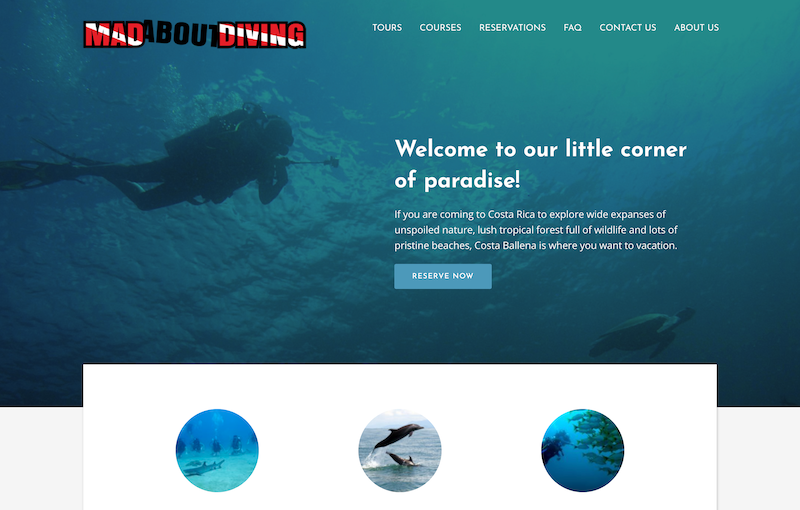 MAD ABOUT DIVING
TOURS COURSES RESERVATIONS FAQ CONTACT US ABOUT US
Welcome to our little corner
of paradise!
If you are coming to Costa Rica to explore wide expanses of
unspoiled nature, lush tropical forest full of wildlife and lots of
pristine beaches, Costa Ballena is where you want to vacation.
RESERVE NOW